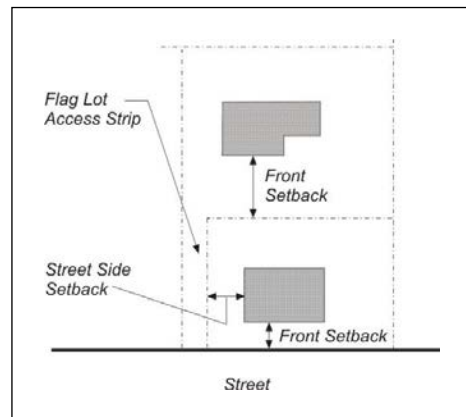 Flag Lot
Access Strip
Front
Setback
Street Side
Setback
Front Setback
Street